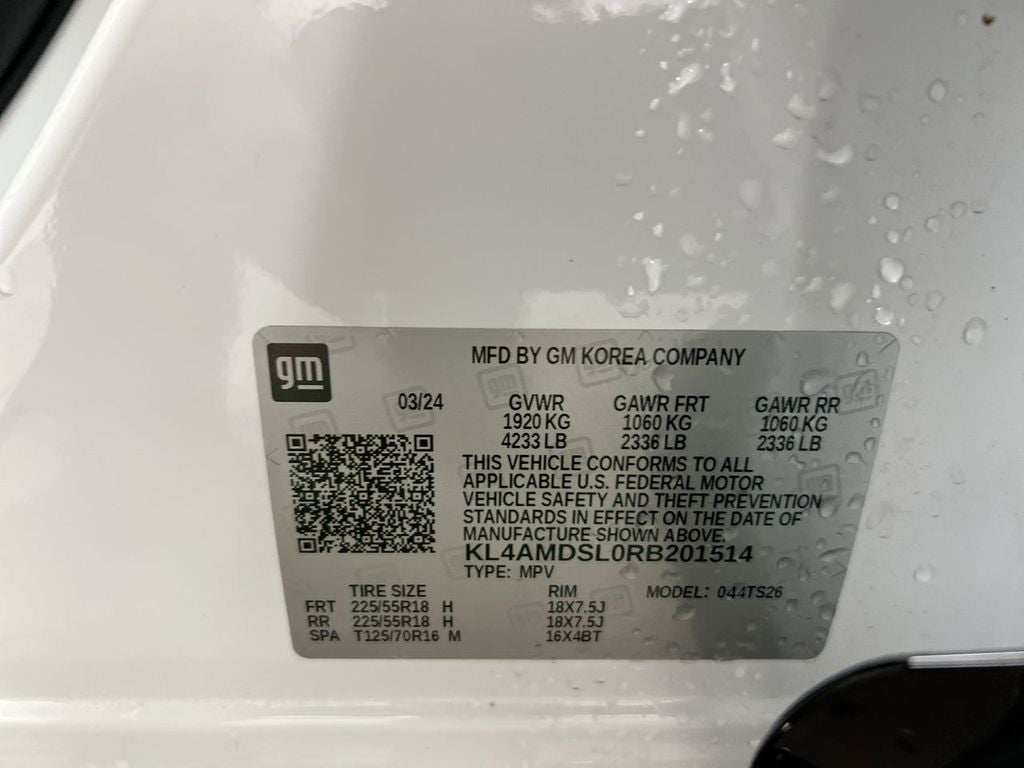 gm
MFD BY GM KOREA COMPANY
03/24 GVWR GAWR FRT GAWR RR
1920 KG 1060 KG 1060 KG
4233 LB 2336 LB 2336 LB
THIS VEHICLE CONFORMS TO ALL
APPLICABLE U.S. FEDERAL MOTOR
VEHICLE SAFETY AND THEFT PREVENTION
STANDARDS IN EFFECT ON THE DATE OF
MANUFACTURE SHOWN ABOVE.
KL4AMDSL0RB201514
TYPE: MPV
TIRE SIZE RIM MODEL: 044TS26
FRT 225/55R18 H 18X7.5J
RR 225/55R18 H 18X7.5J
SPA T125/70R16 M 16X4BT